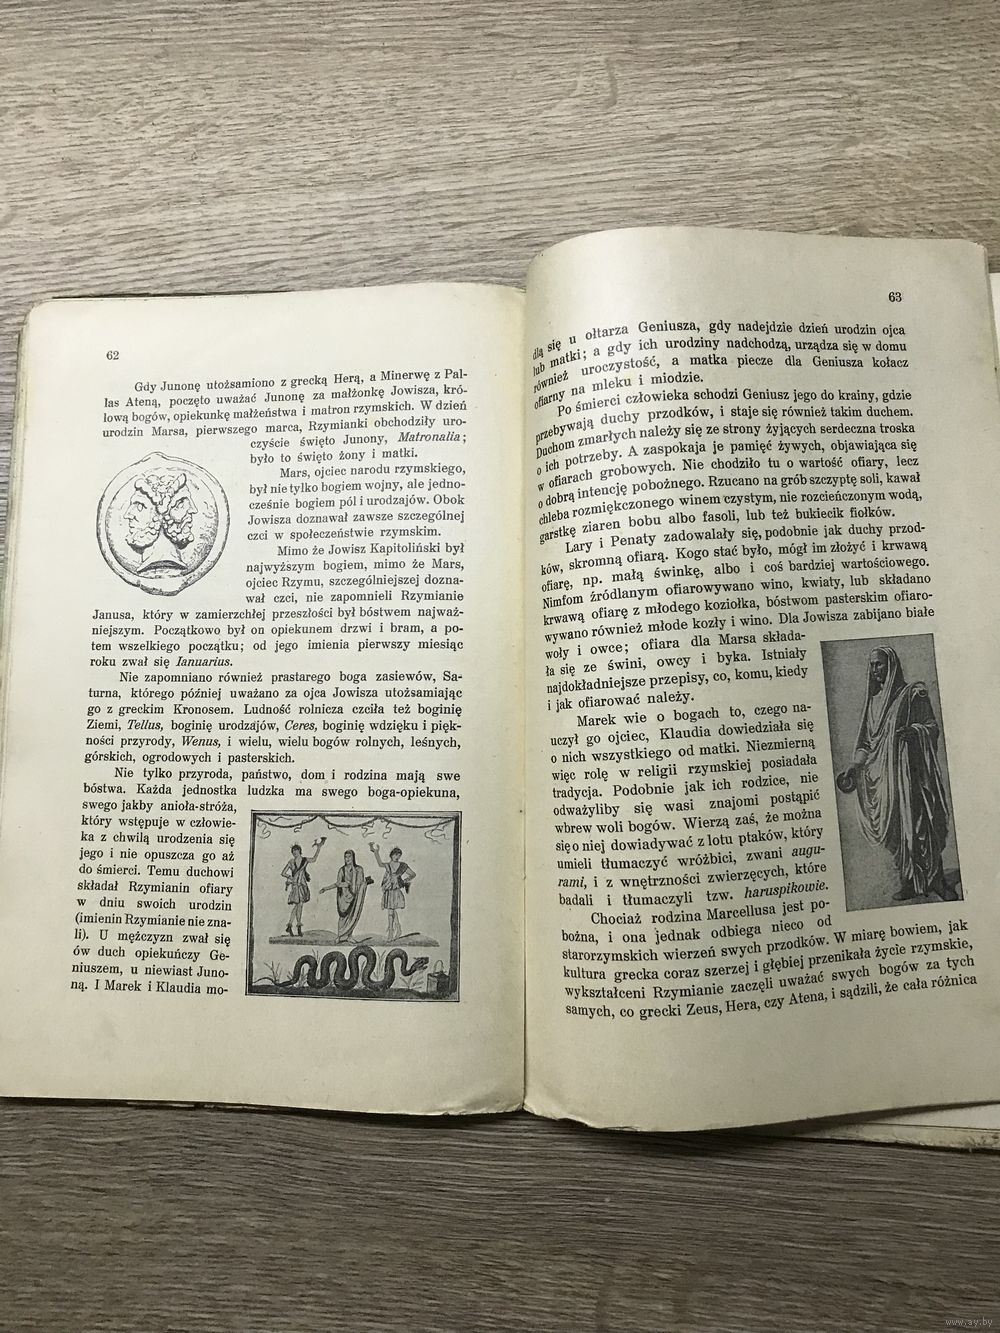 62
Gdy Junonę utożsamiono z grecką Herą, a Minerwę z Pal-
las Ateną, poczęto uważać Junonę za małżonkę Jowisza, kró-
lową bogów, opiekunkę małżeństwa i matron rzymskich. W dzień
urodzin Marsa, pierwszego marca, Rzymianki obchodziły uro-
czyście święto Junony, Matronalia;
było to święto żony i matki.
Mars, ojciec narodu rzymskiego,
był nie tylko bogiem wojny, ale jedno-
cześnie bogiem pól i urodzajów. Obok
Jowisza doznawał zawsze szczególnej
czci w społeczeństwie rzymskim.
Mimo że Jowisz Kapitoliński był
najwyższym bogiem, mimo że Mars,
ojciec Rzymu, szczególniejszej dozna-
wał czci, nie zapomnieli Rzymianie
Janusa, który w zamierzchłej przeszłości był bóstwem najważ-
niejszym. Początkowo był on opiekunem drzwi i bram, a po-
tem wszelkiego początku; od jego imienia pierwszy miesiąc
roku zwał się Ianuarius.
Nie zapomniano również prastarego boga zasiewów, Sa-
turna, którego później uważano za ojca Jowisza utożsamiając
go z greckim Kronosem. Ludność rolnicza czciła też boginię
Ziemi, Tellus, boginię urodzajów, Ceres, boginię wdzięku i pięk-
ności przyrody, Wenus, i wielu, wielu bogów rolnych, leśnych,
górskich, ogrodowych i pasterskich.
Nie tylko przyroda, państwo, dom i rodzina mają swe
bóstwa. Każda jednostka ludzka ma swego boga-opiekuna,
swego jakby anioła-stróża,
który wstępuje w człowie-
ka z chwilą urodzenia się
jego i nie opuszcza go aż
do śmierci. Temu duchowi
składał Rzymianin ofiary
w dniu swoich urodzin
(imienin Rzymianie nie zna-
li). U mężczyzn zwał się
ów duch opiekuńczy Ge-
niuszem, u niewiast Juno-
ną. I Marek i Klaudia mo-
63
dlą się u ołtarza Geniusza, gdy nadejdzie dzień urodzin ojca
lub matki; a gdy ich urodziny nadchodzą, urządza się w domu
również uroczystość, a matka piecze dla Geniusza kołacz
ofiarny na mleku i miodzie.
Po śmierci człowieka schodzi Geniusz jego do krainy, gdzie
przebywają duchy przodków, i staje się również takim duchem.
Duchom zmarłych należy się ze strony żyjących serdeczna troska
o ich potrzeby. A zaspokaja je pamięć żywych, objawiająca się
w ofiarach grobowych. Nie chodziło tu o wartość ofiary, lecz
o dobrą intencję pobożnego. Rzucano na grób szczyptę soli, kawał
chleba rozmiękczonego winem czystym, nie rozcieńczonym wodą,
garstkę ziaren bobu albo fasoli, lub też bukiecik fiołków.
Lary i Penaty zadowalały się, podobnie jak duchy przod-
ków, skromną ofiarą. Kogo stać było, mógł im złożyć i krwawą
ofiarę, np. małą świnkę, albo i coś bardziej wartościowego.
Nimfom źródlanym ofiarowywano wino, kwiaty, lub składano
krwawą ofiarę z młodego koziołka, bóstwom pasterskim ofiaro-
wywano również młode kozły i wino. Dla Jowisza zabijano białe
woły i owce; ofiara dla Marsa składa-
ła się ze świni, owcy i byka. Istniały
najdokładniejsze przepisy, co, komu, kiedy
i jak ofiarować należy.
Marek wie o bogach to, czego na-
uczył go ojciec, Klaudia dowiedziała się
o nich wszystkiego od matki. Niezmierną
więc rolę w religii rzymskiej posiadała
tradycja. Podobnie jak ich rodzice, nie
odważyliby się wasi znajomi postąpić
wbrew woli bogów. Wierzą zaś, że można
się o niej dowiadywać z lotu ptaków, który
umieli tłumaczyć wróżbici, zwani augu-
rami, i z wnętrzności zwierzęcych, które
badali i tłumaczyli tzw. haruspikowie.
Chociaż rodzina Marcellusa jest po-
bożna, i ona jednak odbiega nieco od
starorzymskich wierzeń swych przodków. W miarę bowiem, jak
kultura grecka coraz szerzej i głębiej przenikała życie rzymskie,
wykształceni Rzymianie zaczęli uważać swych bogów za tych
samych, co grecki Zeus, Hera, czy Atena, i sądzili, że cała różnica
www.ay.by